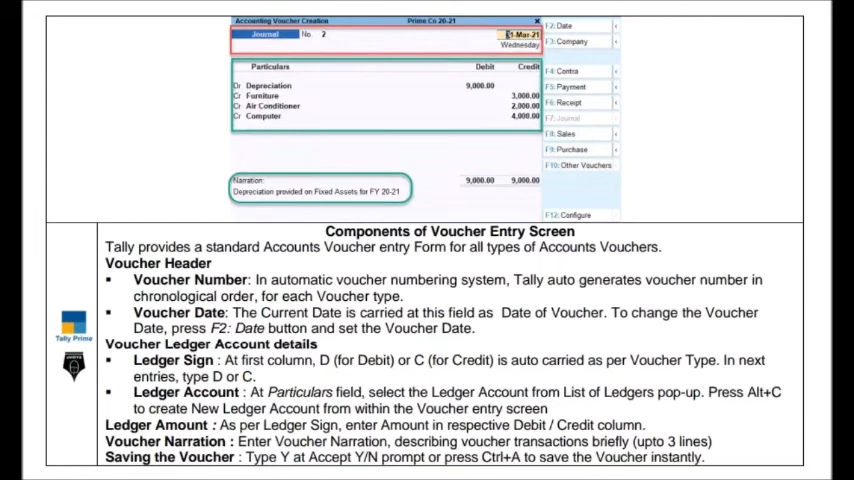 Accounting Voucher Creation Prime Co 20-21 ×
Journal No. 2 31-Mar-21
Wednesday
Particulars Debit Credit
Dr Depreciation 9,000.00
Cr Furniture 3,000.00
Cr Air Conditioner 2,000.00
Cr Computer 4,000.00
Narration: 9,000.00 9,000.00
Depreciation provided on Fixed Assets for FY 20-21
F2: Date
F3: Company
F4: Contra
F5: Payment
F6: Receipt
F7: Journal
F8: Sales
F9: Purchase
F10: Other Vouchers
F12: Configure
Components of Voucher Entry Screen
Tally provides a standard Accounts Voucher entry Form for all types of Accounts Vouchers.
Voucher Header
▪ Voucher Number: In automatic voucher numbering system, Tally auto generates voucher number in
chronological order, for each Voucher type.
▪ Voucher Date: The Current Date is carried at this field as Date of Voucher. To change the Voucher
Date, press F2: Date button and set the Voucher Date.
Voucher Ledger Account details
▪ Ledger Sign : At first column, D (for Debit) or C (for Credit) is auto carried as per Voucher Type. In next
entries, type D or C.
▪ Ledger Account : At Particulars field, select the Ledger Account from List of Ledgers pop-up. Press Alt+C
to create New Ledger Account from within the Voucher entry screen
Ledger Amount : As per Ledger Sign, enter Amount in respective Debit / Credit column.
Voucher Narration : Enter Voucher Narration, describing voucher transactions briefly (upto 3 lines)
Saving the Voucher : Type Y at Accept Y/N prompt or press Ctrl+A to save the Voucher instantly.
Tally Prime